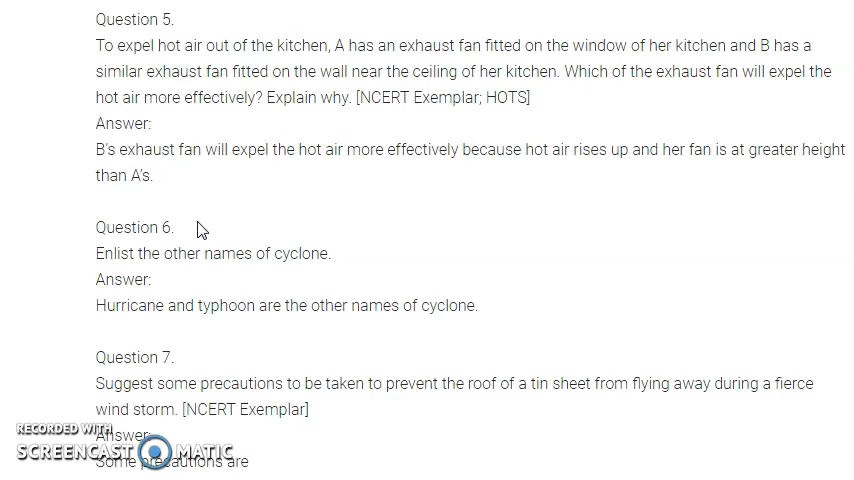 Question 5.
To expel hot air out of the kitchen, A has an exhaust fan fitted on the window of her kitchen and B has a
similar exhaust fan fitted on the wall near the ceiling of her kitchen. Which of the exhaust fan will expel the
hot air more effectively? Explain why. [NCERT Exemplar; HOTS]
Answer:
B's exhaust fan will expel the hot air more effectively because hot air rises up and her fan is at greater height
than A's.
Question 6.
Enlist the other names of cyclone.
Answer:
Hurricane and typhoon are the other names of cyclone.
Question 7.
Suggest some precautions to be taken to prevent the roof of a tin sheet from flying away during a fierce
wind storm. [NCERT Exemplar]
RECORDED WITH
Answer:
SCREENCAST MATIC
Some precautions are